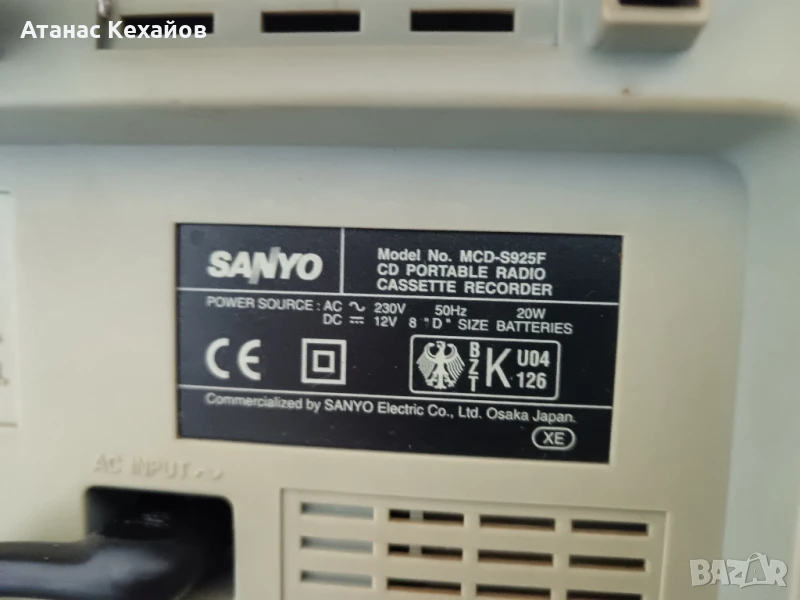 Атанас Кехайов
SANYO
Model No. MCD-S925F
CD PORTABLE RADIO
CASSETTE RECORDER
POWER SOURCE : AC ∿ 230V 50Hz 20W
DC ⎓ 12V 8 "D" SIZE BATTERIES
CE
BZT K U04 126
Commercialized by SANYO Electric Co., Ltd. Osaka Japan.
XE
AC INPUT ∿
BAZAR